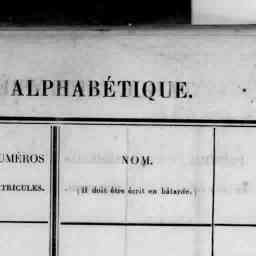 ALPHABÉTIQUE.
UMÉROS
TRICULES.
NOM.
(Il doit être écrit en bâtarde.)